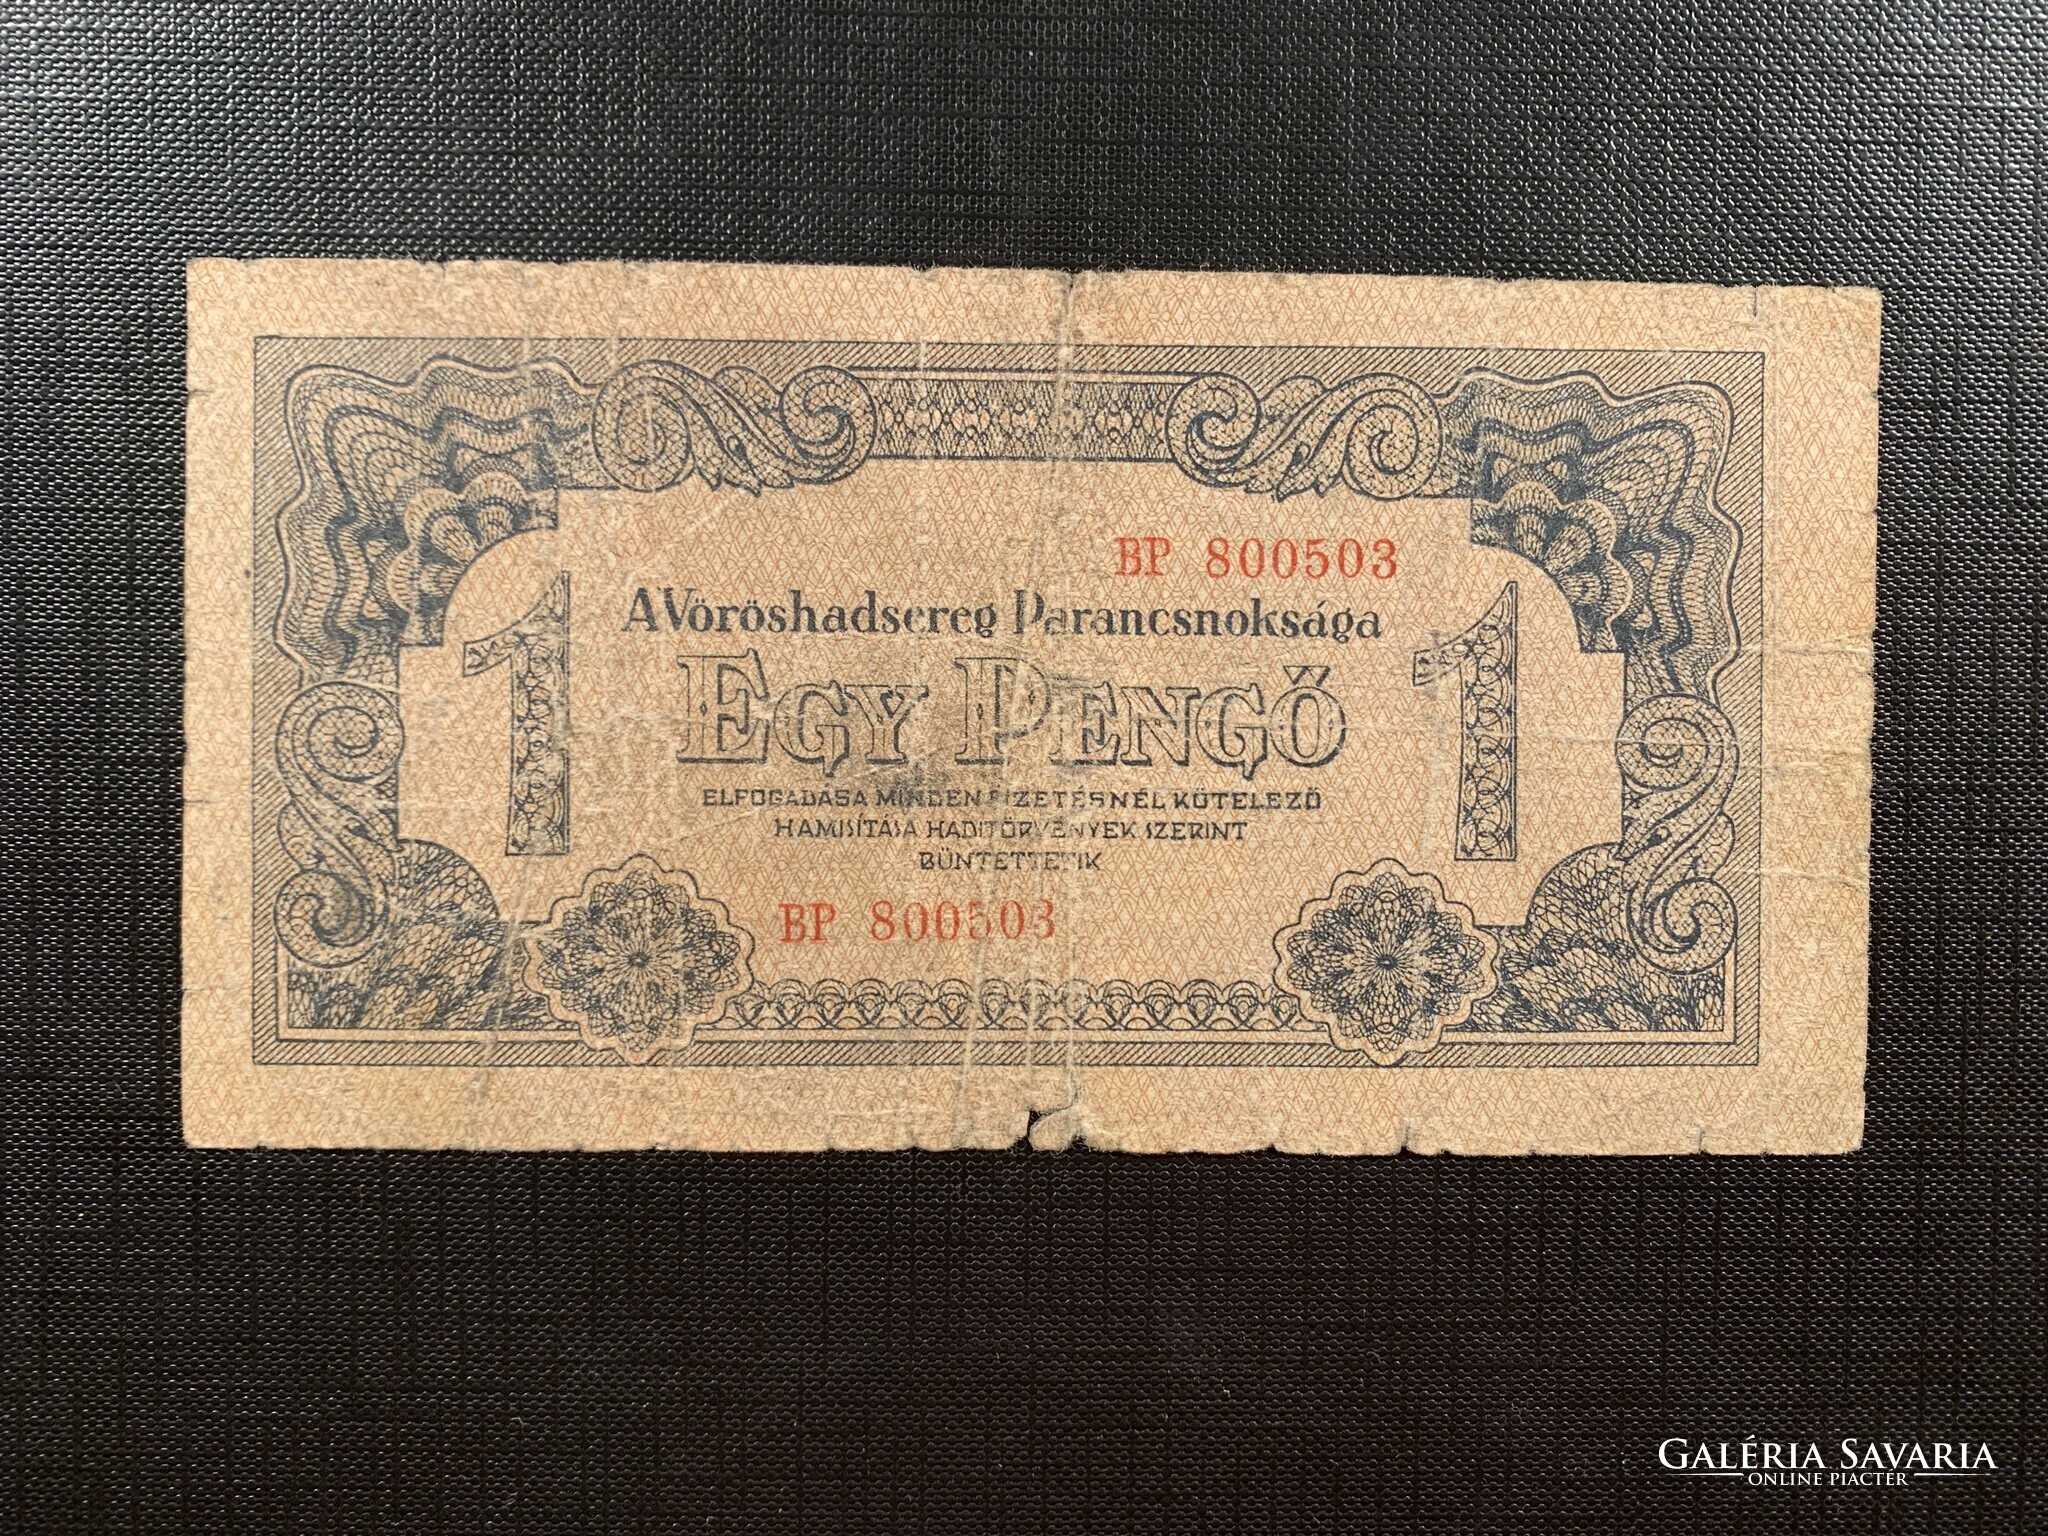 BP 800503
A Vöröshadsereg Parancsnoksága
1 EGY PENGŐ 1
ELFOGADÁSA MINDEN FIZETÉSNÉL KÖTELEZŐ
HAMISÍTÁSA HADITÖRVÉNYEK SZERINT
BÜNTETTETIK
BP 800503
GALÉRIA SAVARIA
ONLINE PIACTÉR